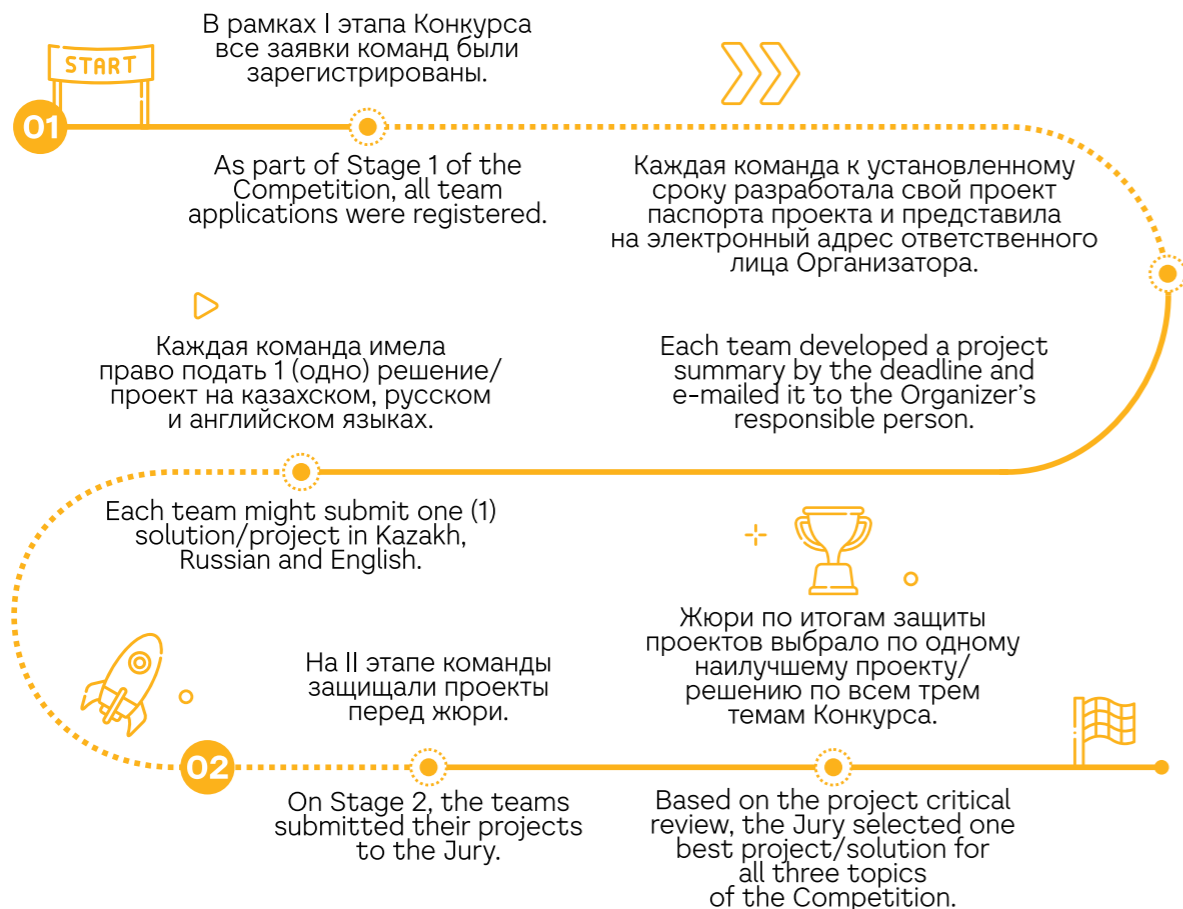 В рамках I этапа Конкурса
все заявки команд были
зарегистрированы.
START
01
As part of Stage 1 of the
Competition, all team
applications were registered.
Каждая команда к установленному
сроку разработала свой проект
паспорта проекта и представила
на электронный адрес ответственного
лица Организатора.
Each team developed a project
summary by the deadline and
e-mailed it to the Organizer’s
responsible person.
Каждая команда имела
право подать 1 (одно) решение/
проект на казахском, русском
и английском языках.
Each team might submit one (1)
solution/project in Kazakh,
Russian and English.
02
На II этапе команды
защищали проекты
перед жюри.
On Stage 2, the teams
submitted their projects
to the Jury.
Жюри по итогам защиты
проектов выбрало по одному
наилучшему проекту/
решению по всем трем
темам Конкурса.
Based on the project critical
review, the Jury selected one
best project/solution for
all three topics
of the Competition.